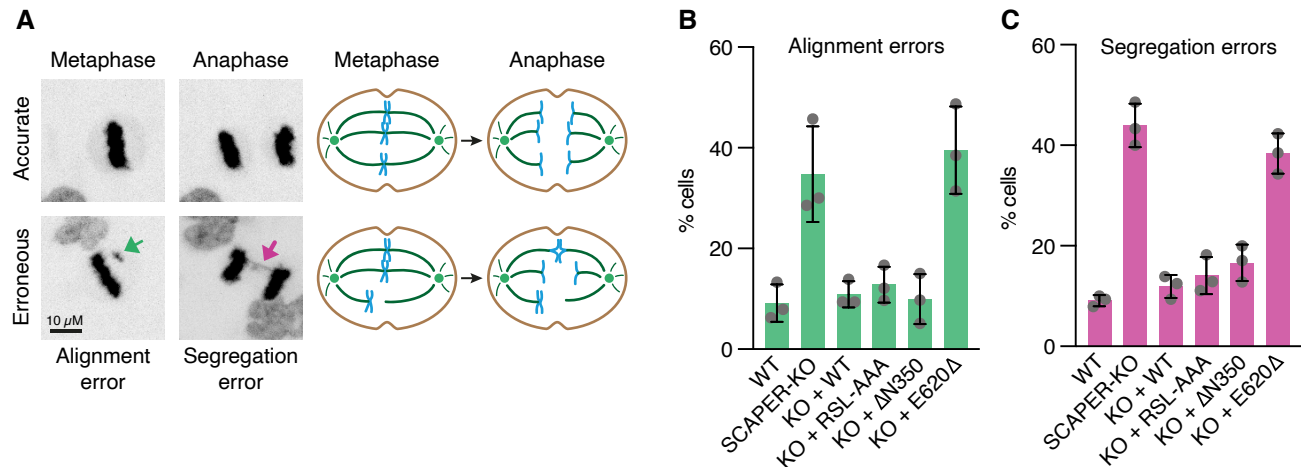 A
Metaphase
Anaphase
Metaphase
Anaphase
Accurate
Erroneous
10 µM
Alignment
error
Segregation
error
B
Alignment errors
% cells
60
40
20
0
WT
SCAPER-KO
KO + WT
KO + RSL-AAA
KO + ΔN350
KO + E620Δ
C
Segregation errors
% cells
60
40
20
0
WT
SCAPER-KO
KO + WT
KO + RSL-AAA
KO + ΔN350
KO + E620Δ